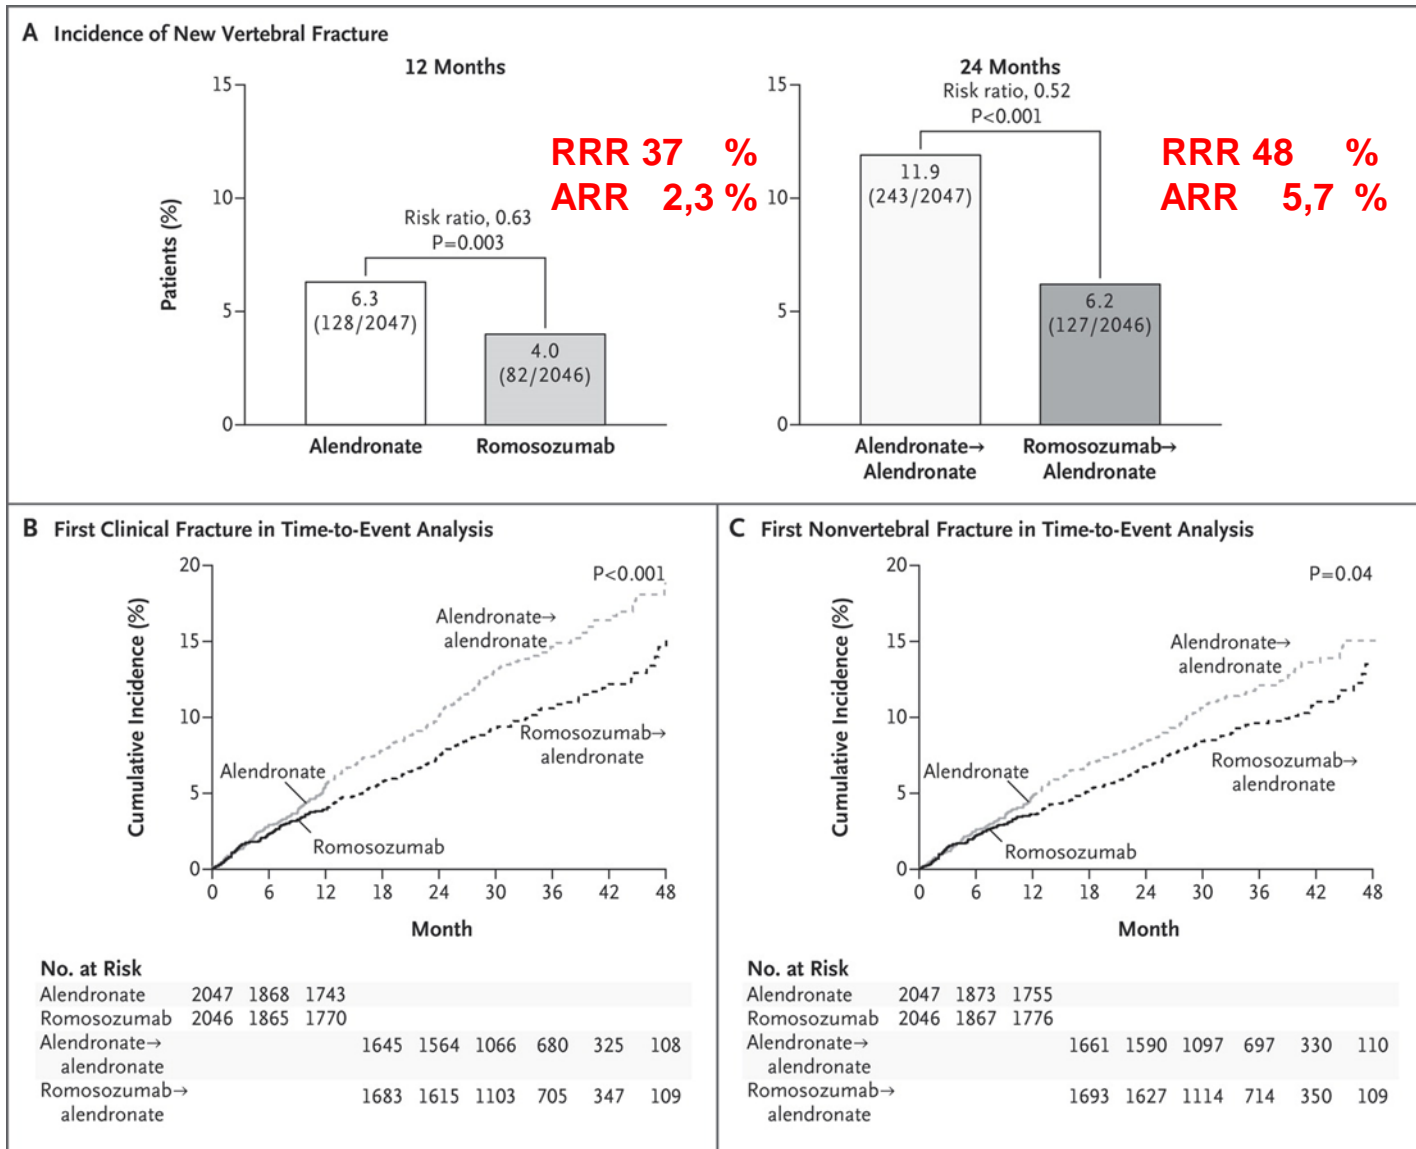 A Incidence of New Vertebral Fracture
12 Months
15
10
5
0
Patients (%)
Risk ratio, 0.63
P=0.003
6.3
(128/2047)
4.0
(82/2046)
Alendronate
Romosozumab
RRR 37 %
ARR 2,3 %
24 Months
Risk ratio, 0.52
P<0.001
15
10
5
0
11.9
(243/2047)
6.2
(127/2046)
Alendronate→
Alendronate
Romosozumab→
Alendronate
RRR 48 %
ARR 5,7 %
B First Clinical Fracture in Time-to-Event Analysis
20
15
10
5
0
Cumulative Incidence (%)
P<0.001
Alendronate→
alendronate
Romosozumab→
alendronate
Alendronate
Romosozumab
0 6 12 18 24 30 36 42 48
Month
No. at Risk
Alendronate 2047 1868 1743
Romosozumab 2046 1865 1770
Alendronate→ 1645 1564 1066 680 325 108
alendronate
Romosozumab→ 1683 1615 1103 705 347 109
alendronate
C First Nonvertebral Fracture in Time-to-Event Analysis
20
15
10
5
0
Cumulative Incidence (%)
P=0.04
Alendronate→
alendronate
Romosozumab→
alendronate
Alendronate
Romosozumab
0 6 12 18 24 30 36 42 48
Month
No. at Risk
Alendronate 2047 1873 1755
Romosozumab 2046 1867 1776
Alendronate→ 1661 1590 1097 697 330 110
alendronate
Romosozumab→ 1693 1627 1114 714 350 109
alendronate